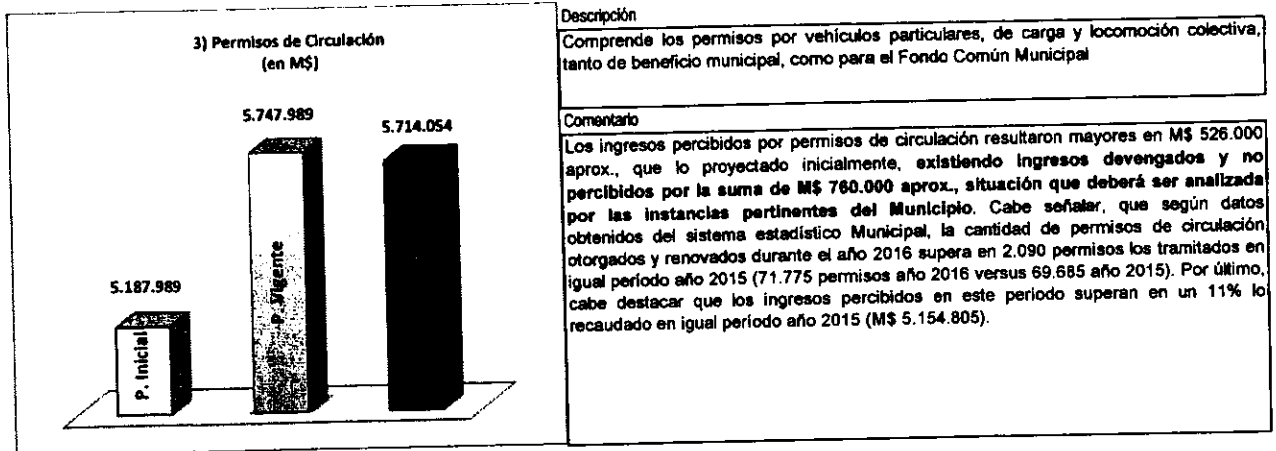 3) Permisos de Circulación
(en M$)
5.187.989
5.747.989
5.714.054
P. Inicial
P. Vigente
Descripción
Comprende los permisos por vehículos particulares, de carga y locomoción colectiva,
tanto de beneficio municipal, como para el Fondo Común Municipal
Comentario
Los ingresos percibidos por permisos de circulación resultaron mayores en M$ 526.000
aprox., que lo proyectado inicialmente, existiendo ingresos devengados y no
percibidos por la suma de M$ 760.000 aprox., situación que deberá ser analizada
por las instancias pertinentes del Municipio. Cabe señalar, que según datos
obtenidos del sistema estadístico Municipal, la cantidad de permisos de circulación
otorgados y renovados durante el año 2016 supera en 2.090 permisos los tramitados en
igual período año 2015 (71.775 permisos año 2016 versus 69.685 año 2015). Por último,
cabe destacar que los ingresos percibidos en este período superan en un 11% lo
recaudado en igual período año 2015 (M$ 5.154.805).